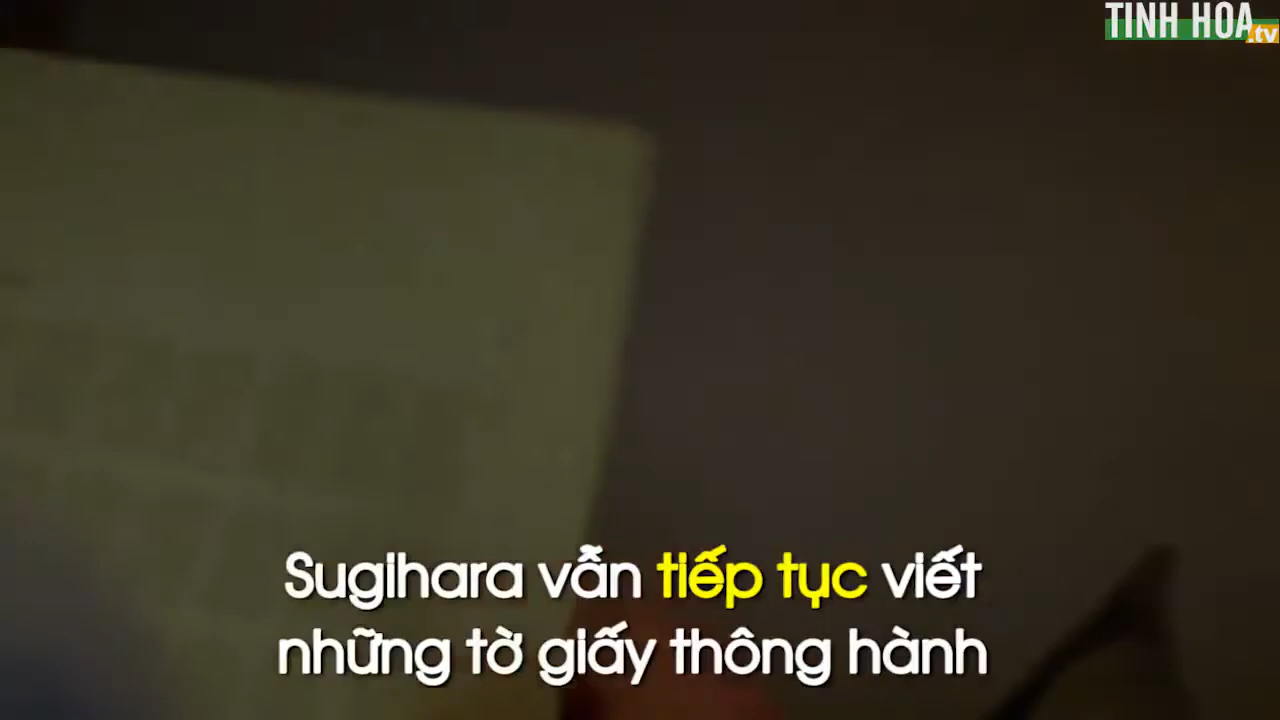 TINH HOA
.tv
Sugihara vẫn tiếp tục viết
những tờ giấy thông hành